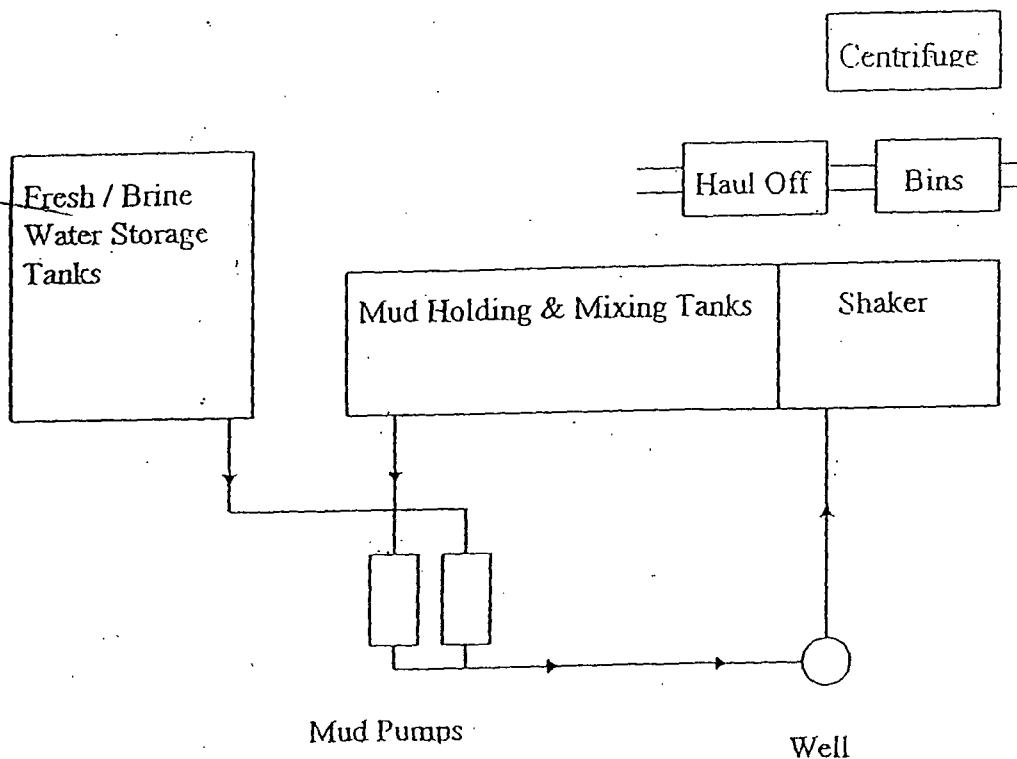 Centrifuge
Haul Off
Bins
Fresh / Brine
Water Storage
Tanks
Mud Holding & Mixing Tanks
Shaker
Mud Pumps
Well